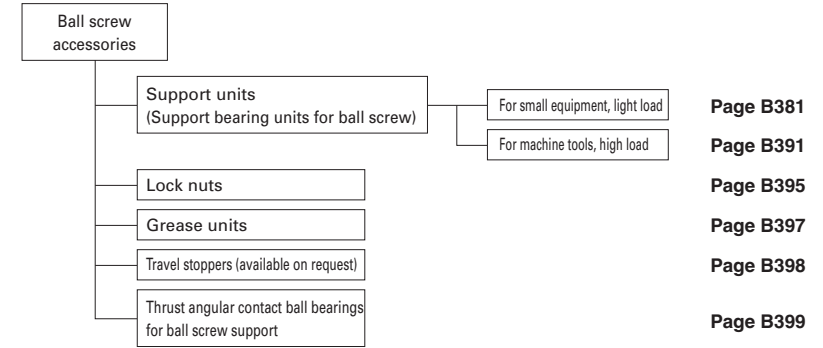 Ball screw
accessories
Support units
(Support bearing units for ball screw)
For small equipment, light load
Page B381
For machine tools, high load
Page B391
Lock nuts
Page B395
Grease units
Page B397
Travel stoppers (available on request)
Page B398
Thrust angular contact ball bearings
for ball screw support
Page B399